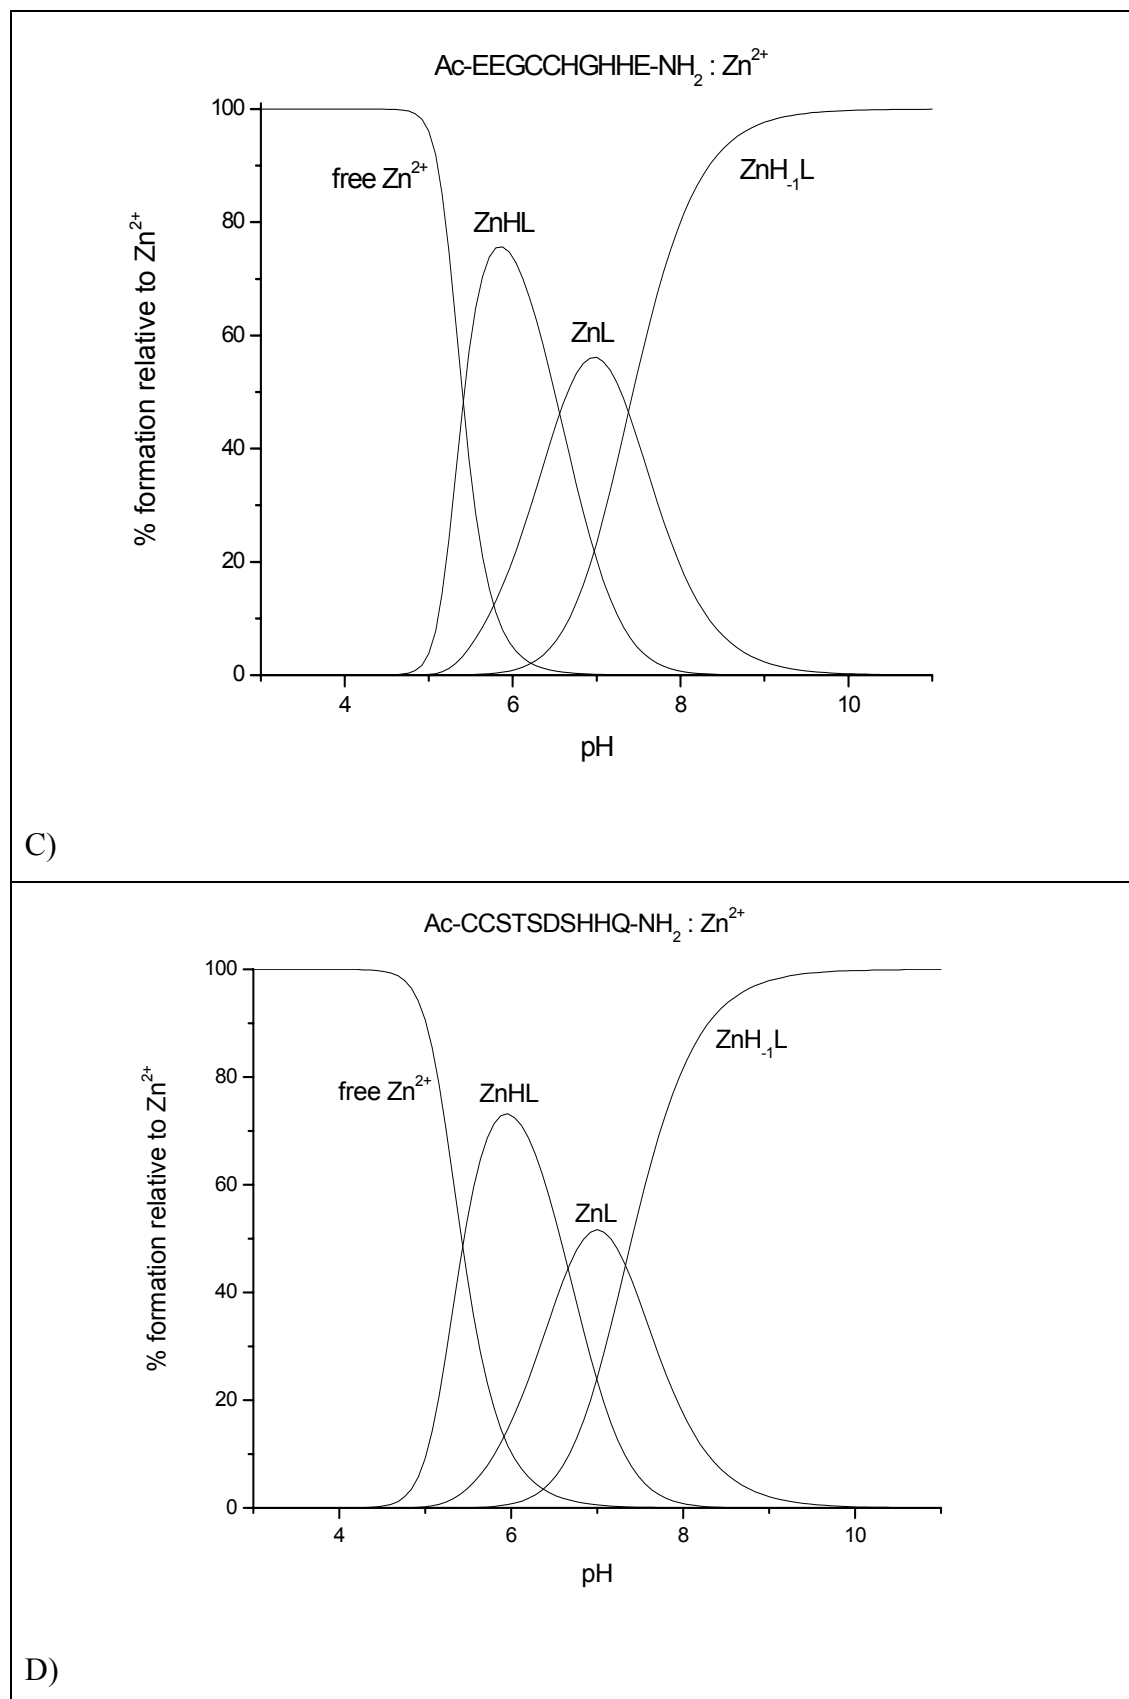 Ac-EEGCCHGHHE-NH2 : Zn2+
100
80
60
40
20
0
% formation relative to Zn2+
free Zn2+
ZnHL
ZnL
ZnH-1L
4
6
8
10
pH
C)
Ac-CCSTSDSHHQ-NH2 : Zn2+
100
80
60
40
20
0
% formation relative to Zn2+
free Zn2+
ZnHL
ZnL
ZnH-1L
4
6
8
10
pH
D)